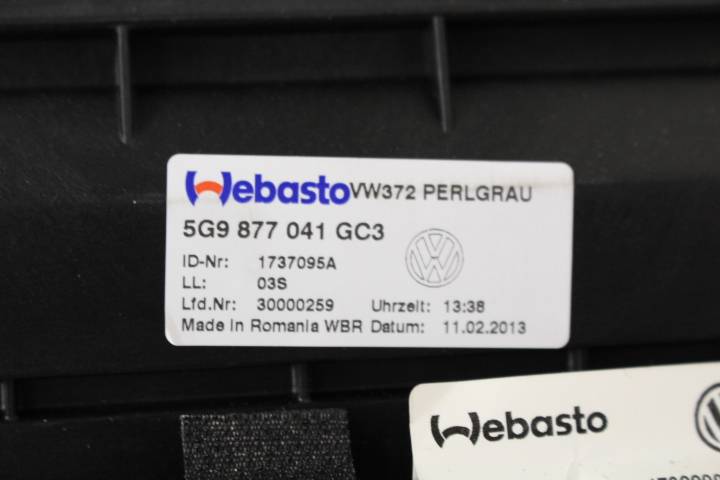 Webasto VW372 PERLGRAU
5G9 877 041 GC3
ID-Nr: 1737095A
LL: 03S
Lfd.Nr: 30000259 Uhrzeit: 13:38
Made in Romania WBR Datum: 11.02.2013
Webasto